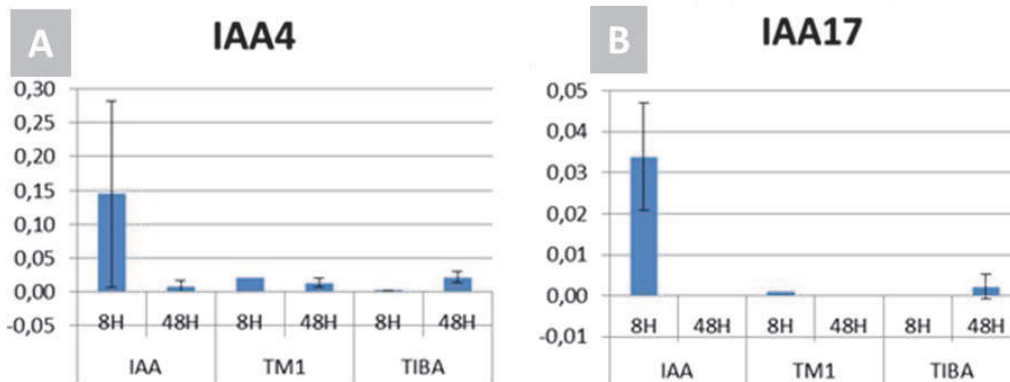 A
IAA4
0,30
0,25
0,20
0,15
0,10
0,05
0,00
-0,05
8H 48H 8H 48H 8H 48H
IAA TM1 TIBA
B
IAA17
0,05
0,04
0,03
0,02
0,01
0,00
-0,01
8H 48H 8H 48H 8H 48H
IAA TM1 TIBA